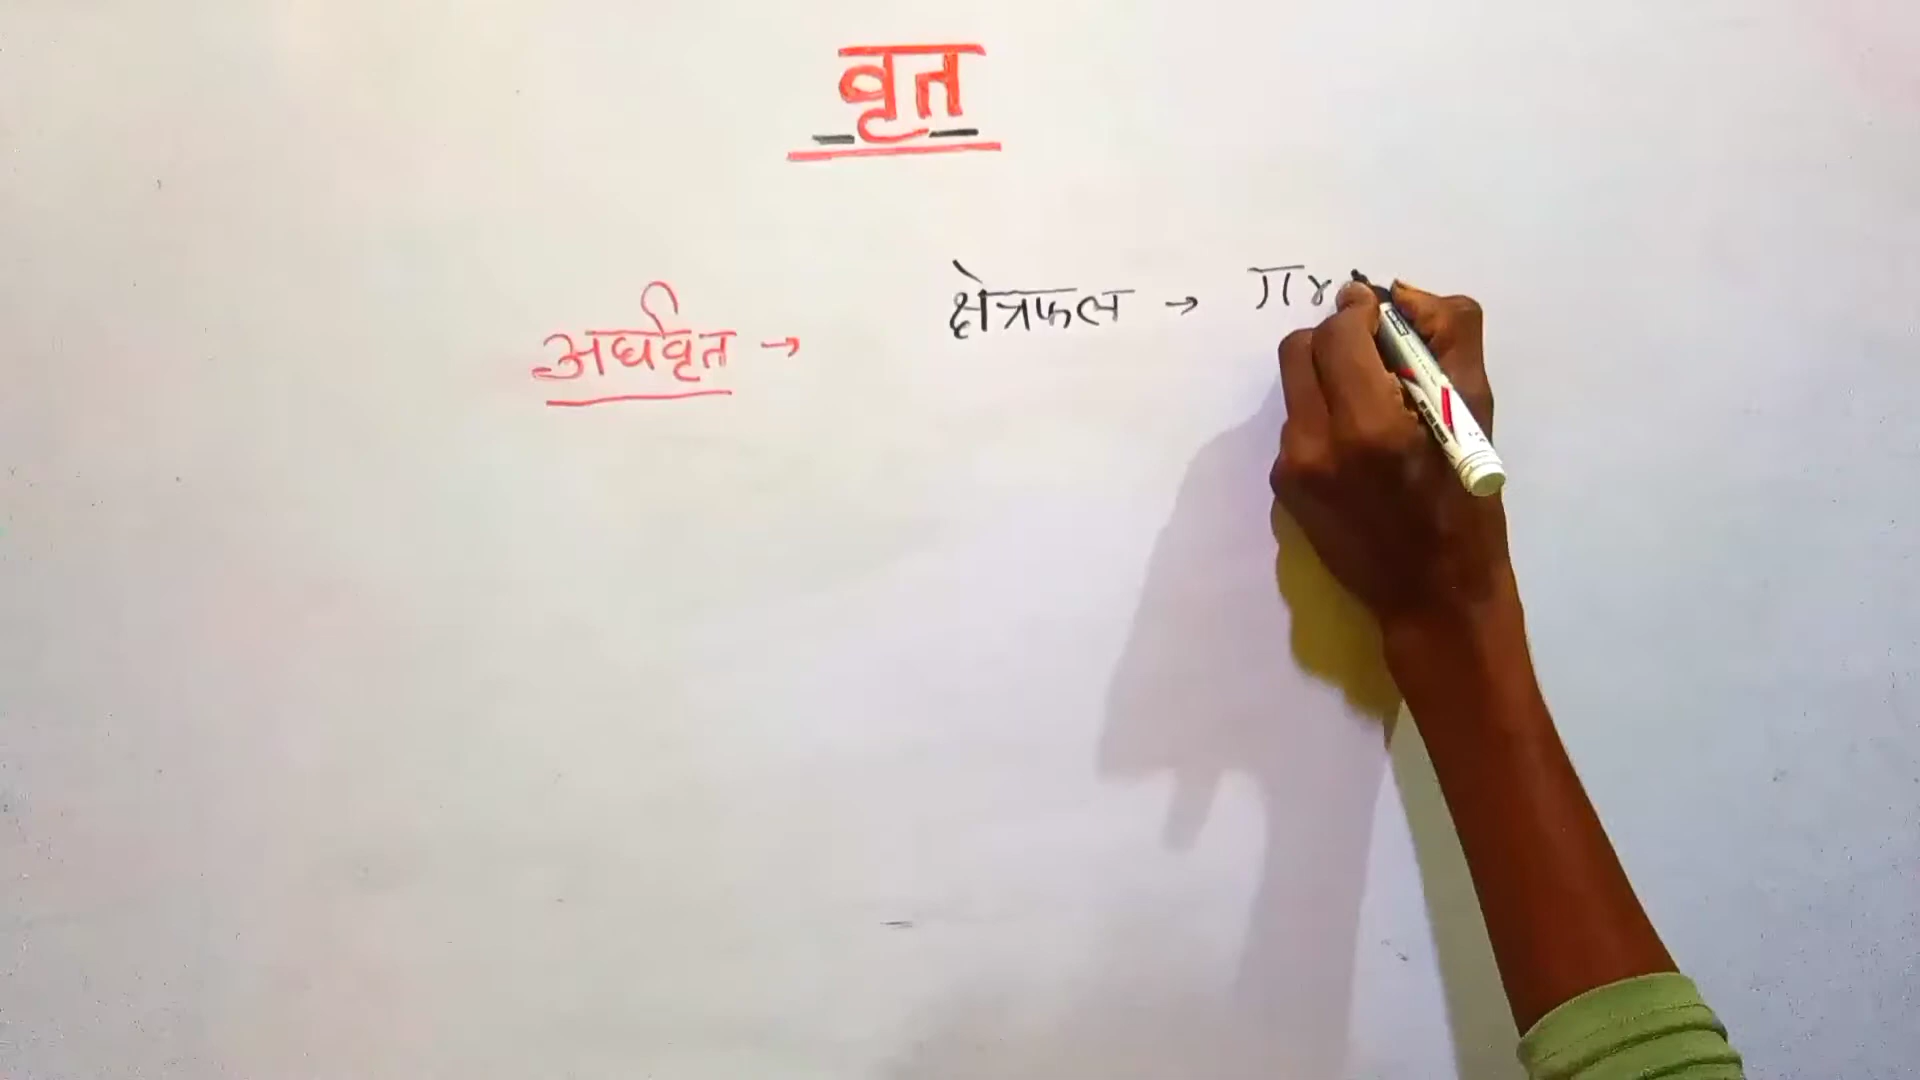 वृत
अर्धवृत → क्षेत्रफल → πr